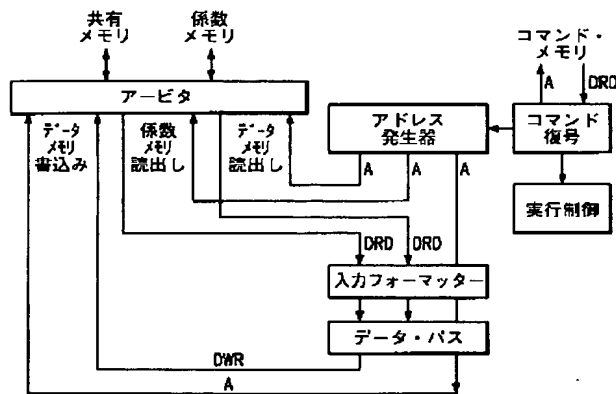 共有
メモリ
係数
メモリ
コマンド・
メモリ
A
DRD
アービタ
データ
メモリ
書込み
係数
メモリ
読出し
データ
メモリ
読出し
アドレス
発生器
コマンド
復号
A
A
A
実行制御
DRD
DRD
入力フォーマッター
データ・パス
DWR
A